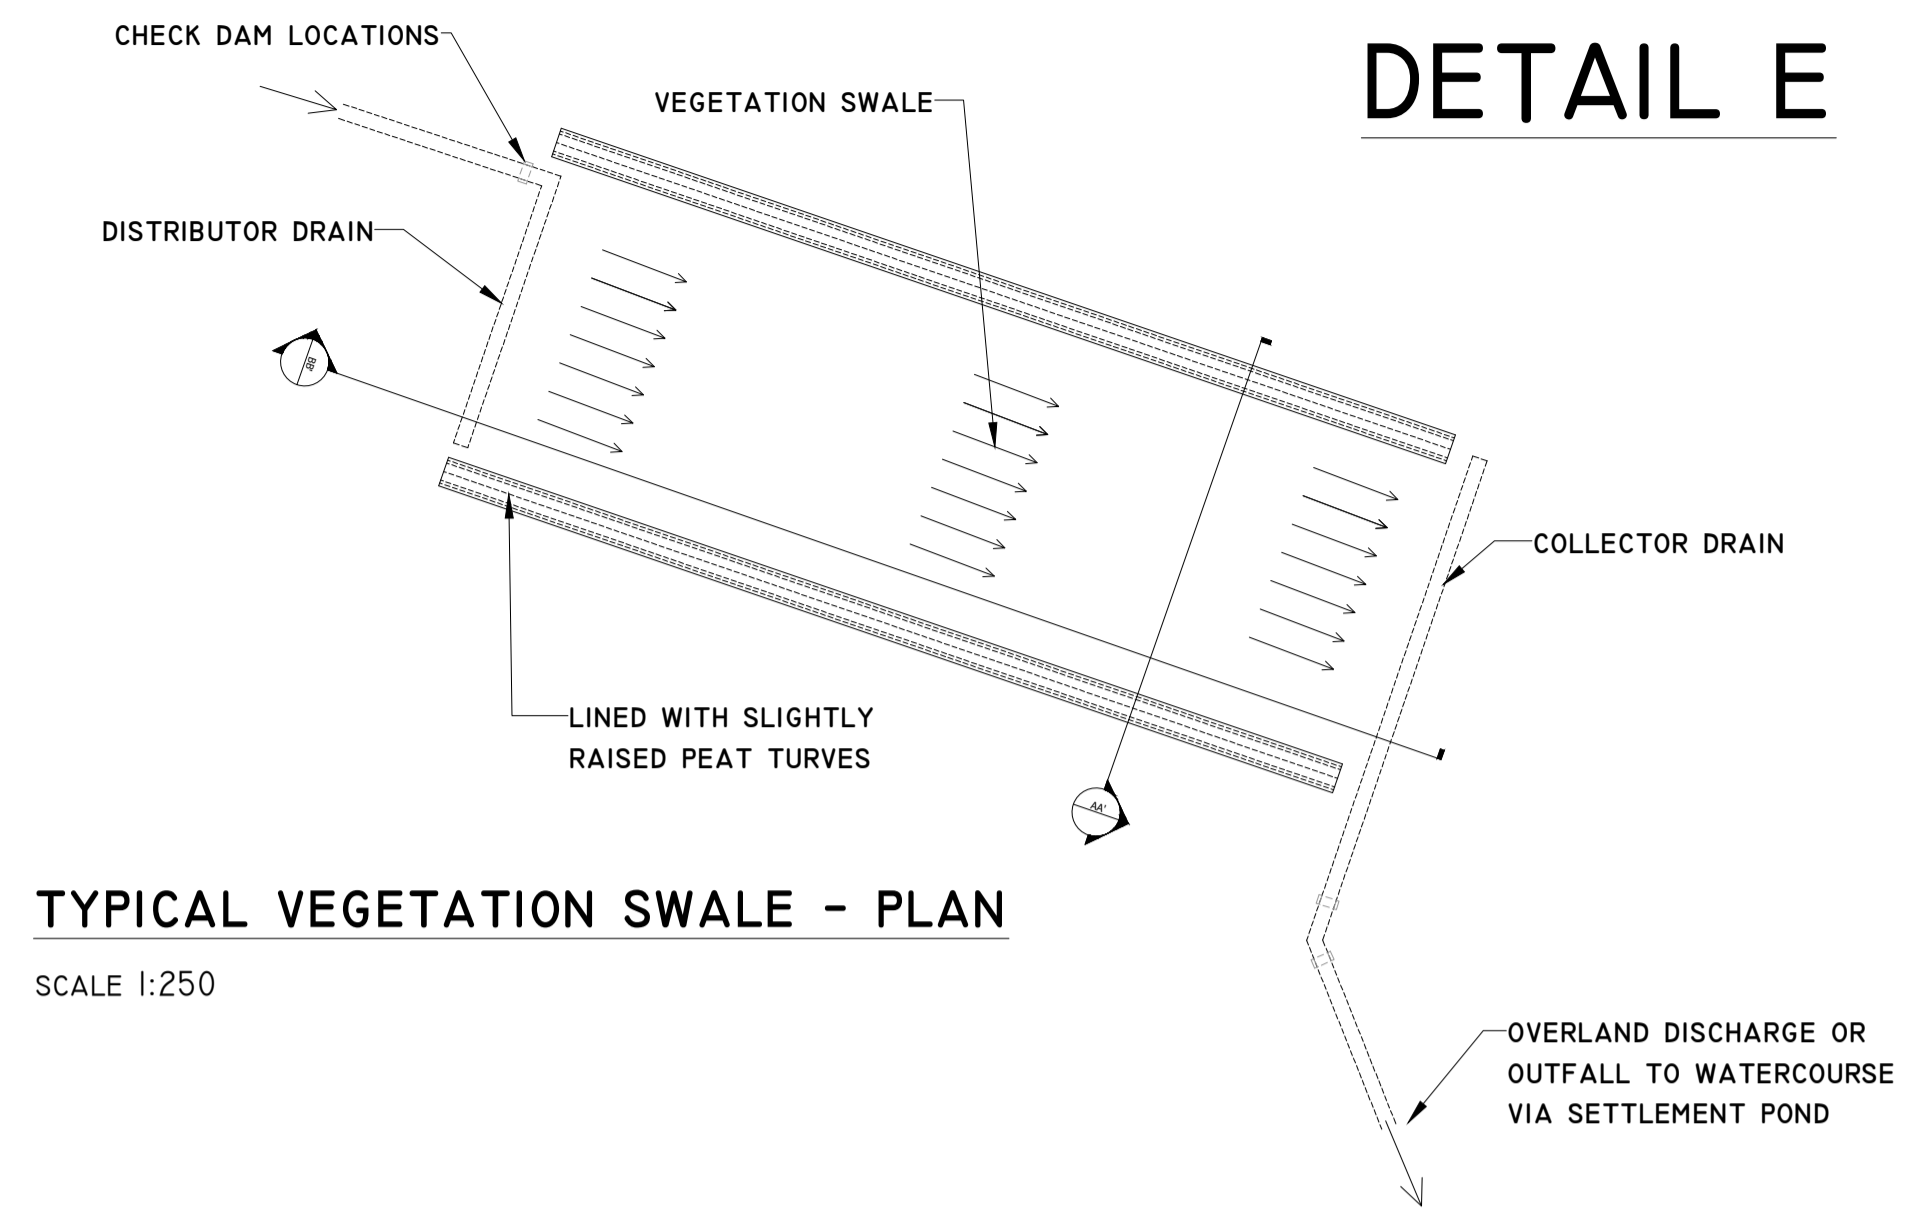 CHECK DAM LOCATIONS
DETAIL E
VEGETATION SWALE
DISTRIBUTOR DRAIN
BB'
COLLECTOR DRAIN
LINED WITH SLIGHTLY
RAISED PEAT TURVES
AA'
TYPICAL VEGETATION SWALE - PLAN
SCALE 1:250
OVERLAND DISCHARGE OR
OUTFALL TO WATERCOURSE
VIA SETTLEMENT POND